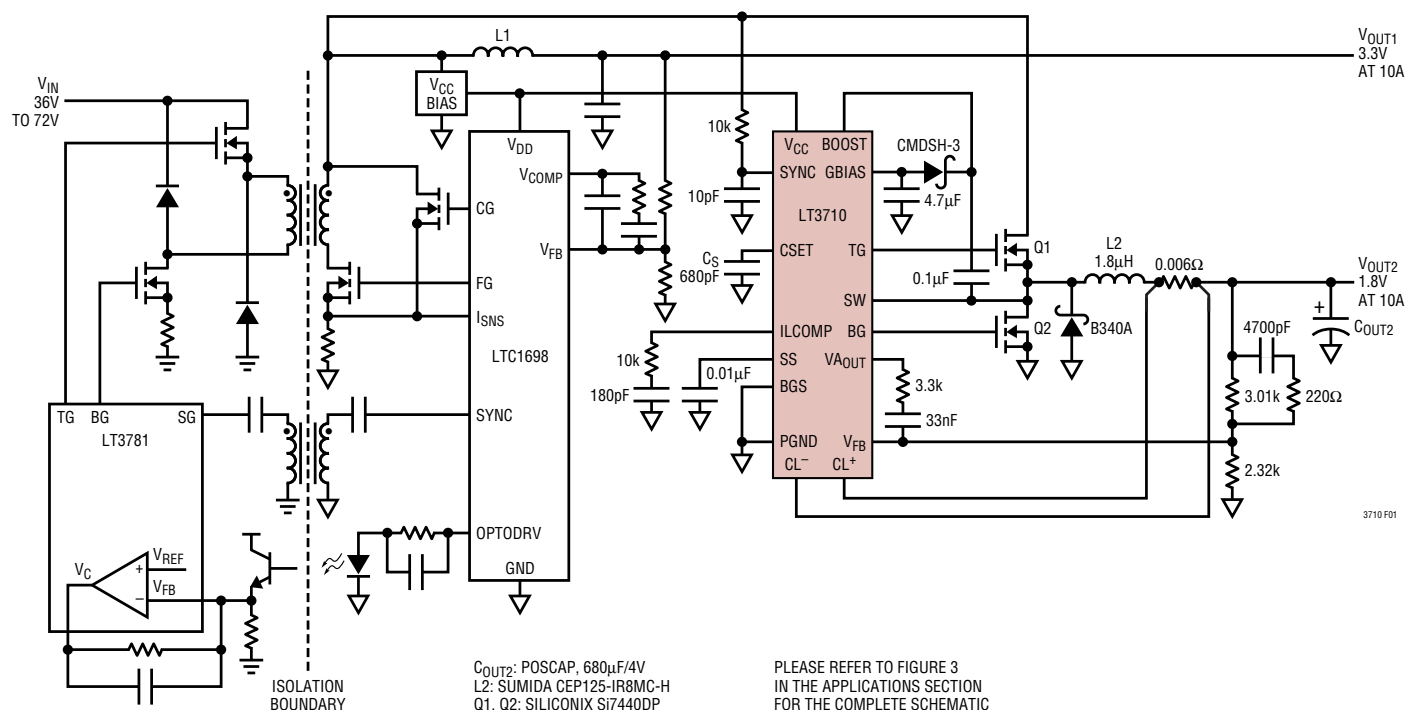 L1
VOUT1
3.3V
AT 10A
VIN
36V
TO 72V
VCC
BIAS
VDD
VCOMP
CG
VFB
FG
ISNS
LTC1698
SYNC
OPTODRV
GND
10k
10pF
CS
680pF
10k
180pF
0.01µF
VCC
BOOST
SYNC
GBIAS
LT3710
CSET
TG
SW
ILCOMP
BG
SS
VAOUT
BGS
PGND
VFB
CL–
CL+
CMDSH-3
4.7µF
0.1µF
Q1
Q2
L2
1.8µH
0.006Ω
B340A
3.3k
33nF
VOUT2
1.8V
AT 10A
+
COUT2
4700pF
3.01k
220Ω
2.32k
TG
BG
SG
LT3781
VC
VREF
+
VFB
–
ISOLATION
BOUNDARY
COUT2: POSCAP, 680µF/4V
L2: SUMIDA CEP125-IR8MC-H
Q1, Q2: SILICONIX Si7440DP
PLEASE REFER TO FIGURE 3
IN THE APPLICATIONS SECTION
FOR THE COMPLETE SCHEMATIC
3710 F01